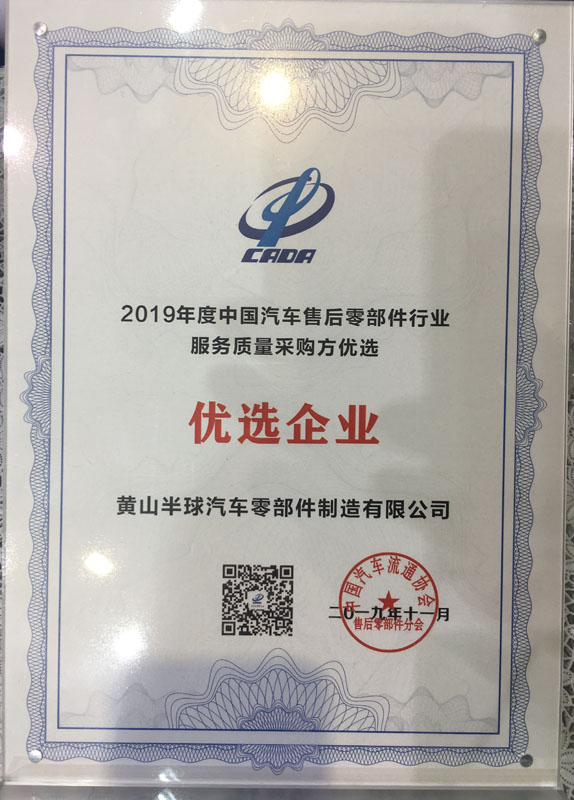 CADA
2019年度中国汽车售后零部件行业
服务质量采购方优选
优选企业
黄山半球汽车零部件制造有限公司
中国汽车流通协会
二〇一九年十一月
售后零部件分会